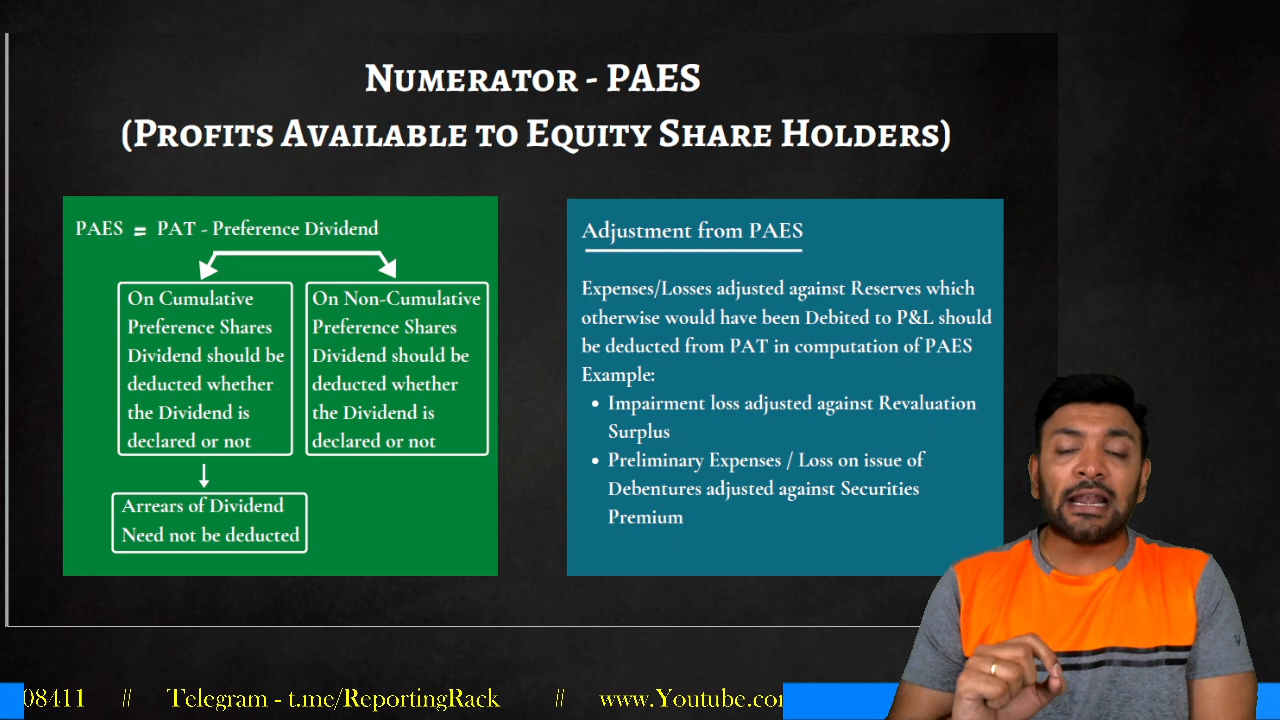 NUMERATOR - PAES
(PROFITS AVAILABLE TO EQUITY SHARE HOLDERS)
PAES = PAT - Preference Dividend
On Cumulative
Preference Shares
Dividend should be
deducted whether
the Dividend is
declared or not
On Non-Cumulative
Preference Shares
Dividend should be
deducted whether
the Dividend is
declared or not
Arrears of Dividend
Need not be deducted
Adjustment from PAES
Expenses/Losses adjusted against Reserves which
otherwise would have been Debited to P&L should
be deducted from PAT in computation of PAES
Example:
• Impairment loss adjusted against Revaluation
Surplus
• Preliminary Expenses / Loss on issue of
Debentures adjusted against Securities
Premium
08411 // Telegram - t.me/ReportingRack // www.Youtube.co